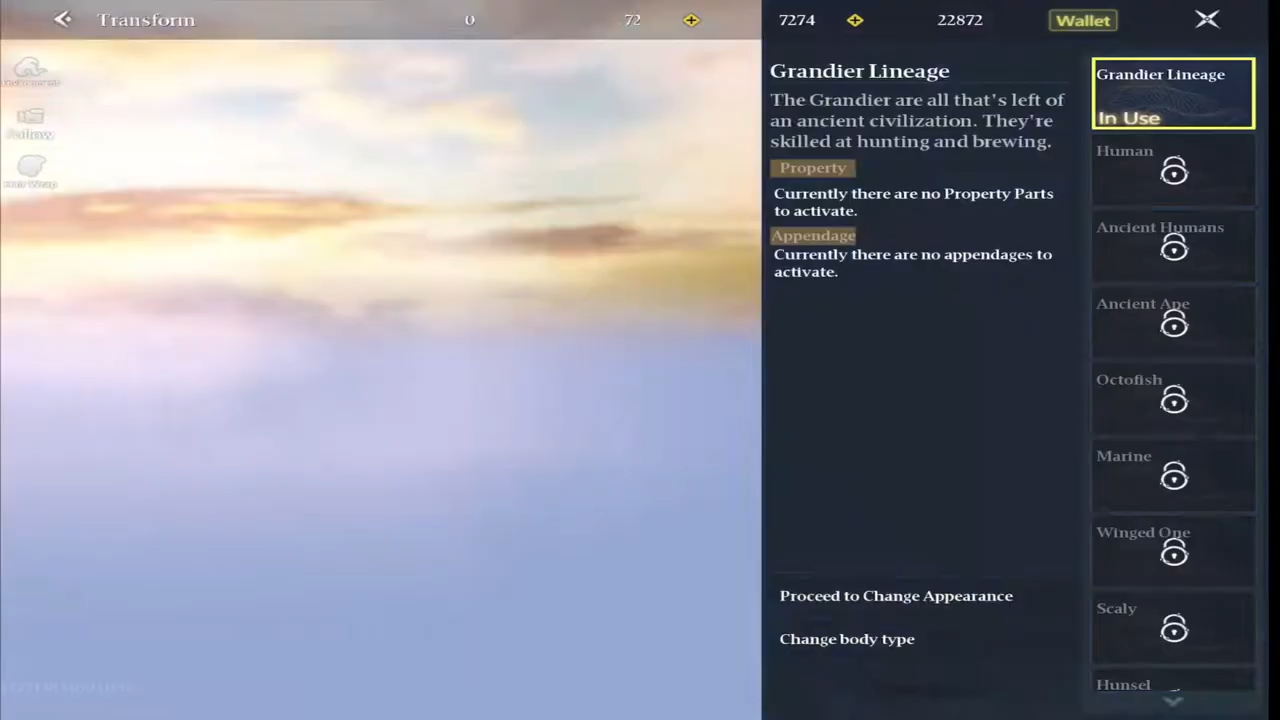 Transform
0
72
7274
22872
Wallet
Follow
Grandier Lineage
The Grandier are all that's left of
an ancient civilization. They're
skilled at hunting and brewing.
Property
Currently there are no Property Parts
to activate.
Appendage
Currently there are no appendages to
activate.
Proceed to Change Appearance
Change body type
Grandier Lineage
In Use
Human
Ancient Humans
Ancient Ape
Octofish
Marine
Winged One
Scaly
Hunsel